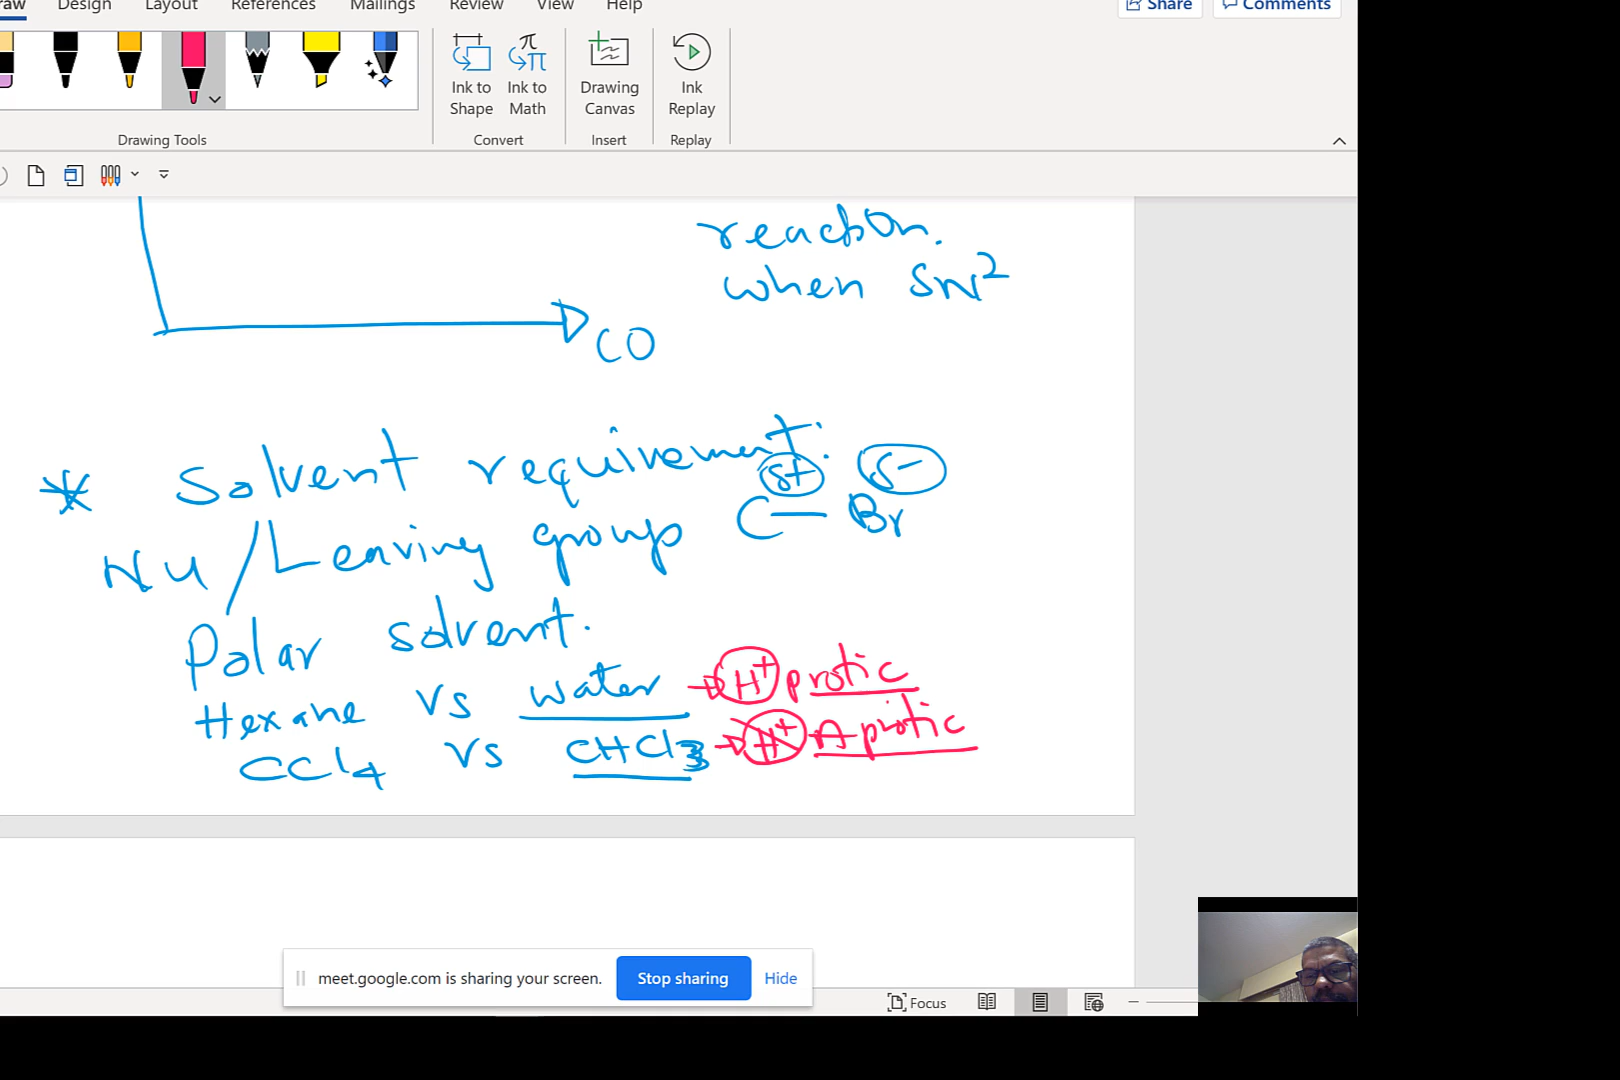 raw Design Layout References Mailings Review View Help Share Comments
Ink to Shape Ink to Math Drawing Canvas Ink Replay
Drawing Tools Convert Insert Replay
reaction.
when SN2
CO
* Solvent requirement:
δ+ δ-
Nu/Leaving group C — Br
Polar solvent.
Hexane vs water → H+ protic
CCl4 vs CHCl3 → H+ Aprotic
meet.google.com is sharing your screen. Stop sharing Hide
Focus